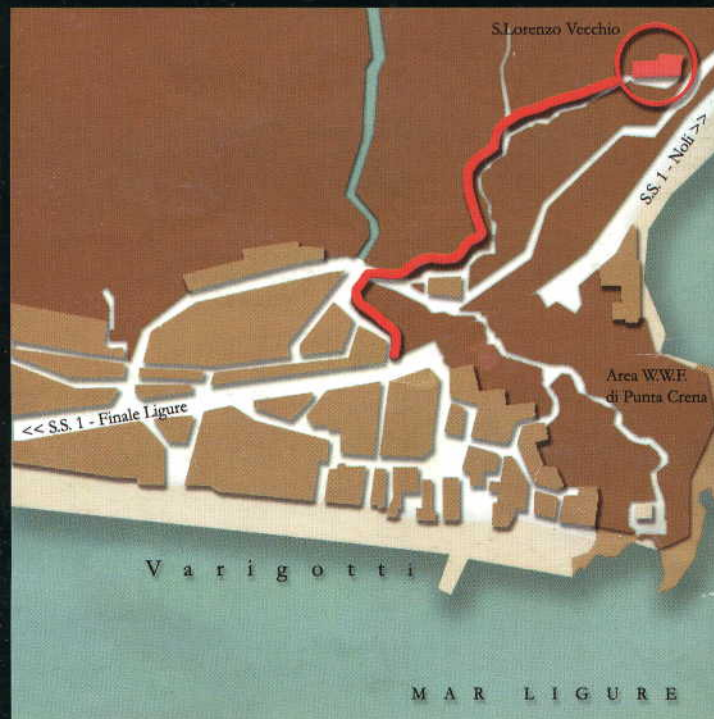 S.Lorenzo Vecchio
S.S. 1 - Noli >>
Area W.W.F.
di Punta Crena
<< S.S. 1 - Finale Ligure
Varigotti
MAR LIGURE